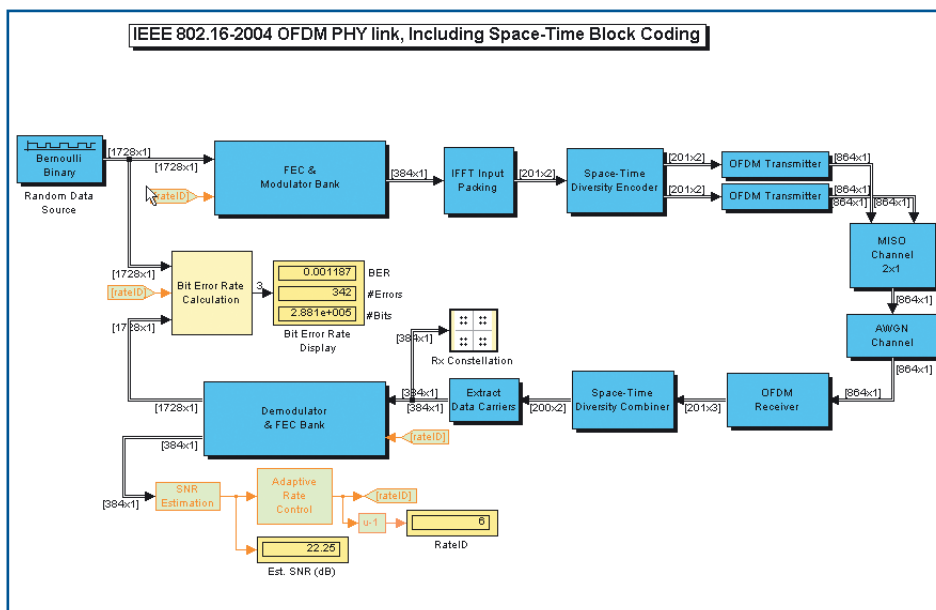 IEEE 802.16-2004 OFDM PHY link, Including Space-Time Block Coding
Bernoulli
Binary
Random Data
Source
[1728x1]
[1728x1]
[rateID]
FEC &
Modulator Bank
[384x1]
IFFT Input
Packing
[201x2]
Space-Time
Diversity Encoder
[201x2]
[201x2]
OFDM Transmitter
OFDM Transmitter
[864x1]
[864x1]
[864x1]
[864x1]
MISO
Channel
2x1
[864x1]
AWGN
Channel
[864x1]
[864x1]
OFDM
Receiver
[201x3]
Space-Time
Diversity Combiner
[200x2]
Extract
Data Carriers
[384x1]
[384x1]
[384x1]
Rx Constellation
[1728x1]
[rateID]
[1728x1]
Bit Error Rate
Calculation
3
0.001187
BER
342
#Errors
2.881e+005
#Bits
Bit Error Rate
Display
Demodulator
& FEC Bank
[1728x1]
[384x1]
[rateID]
[384x1]
SNR
Estimation
Adaptive
Rate
Control
[rateID]
u-1
6
RateID
22.25
Est. SNR (dB)